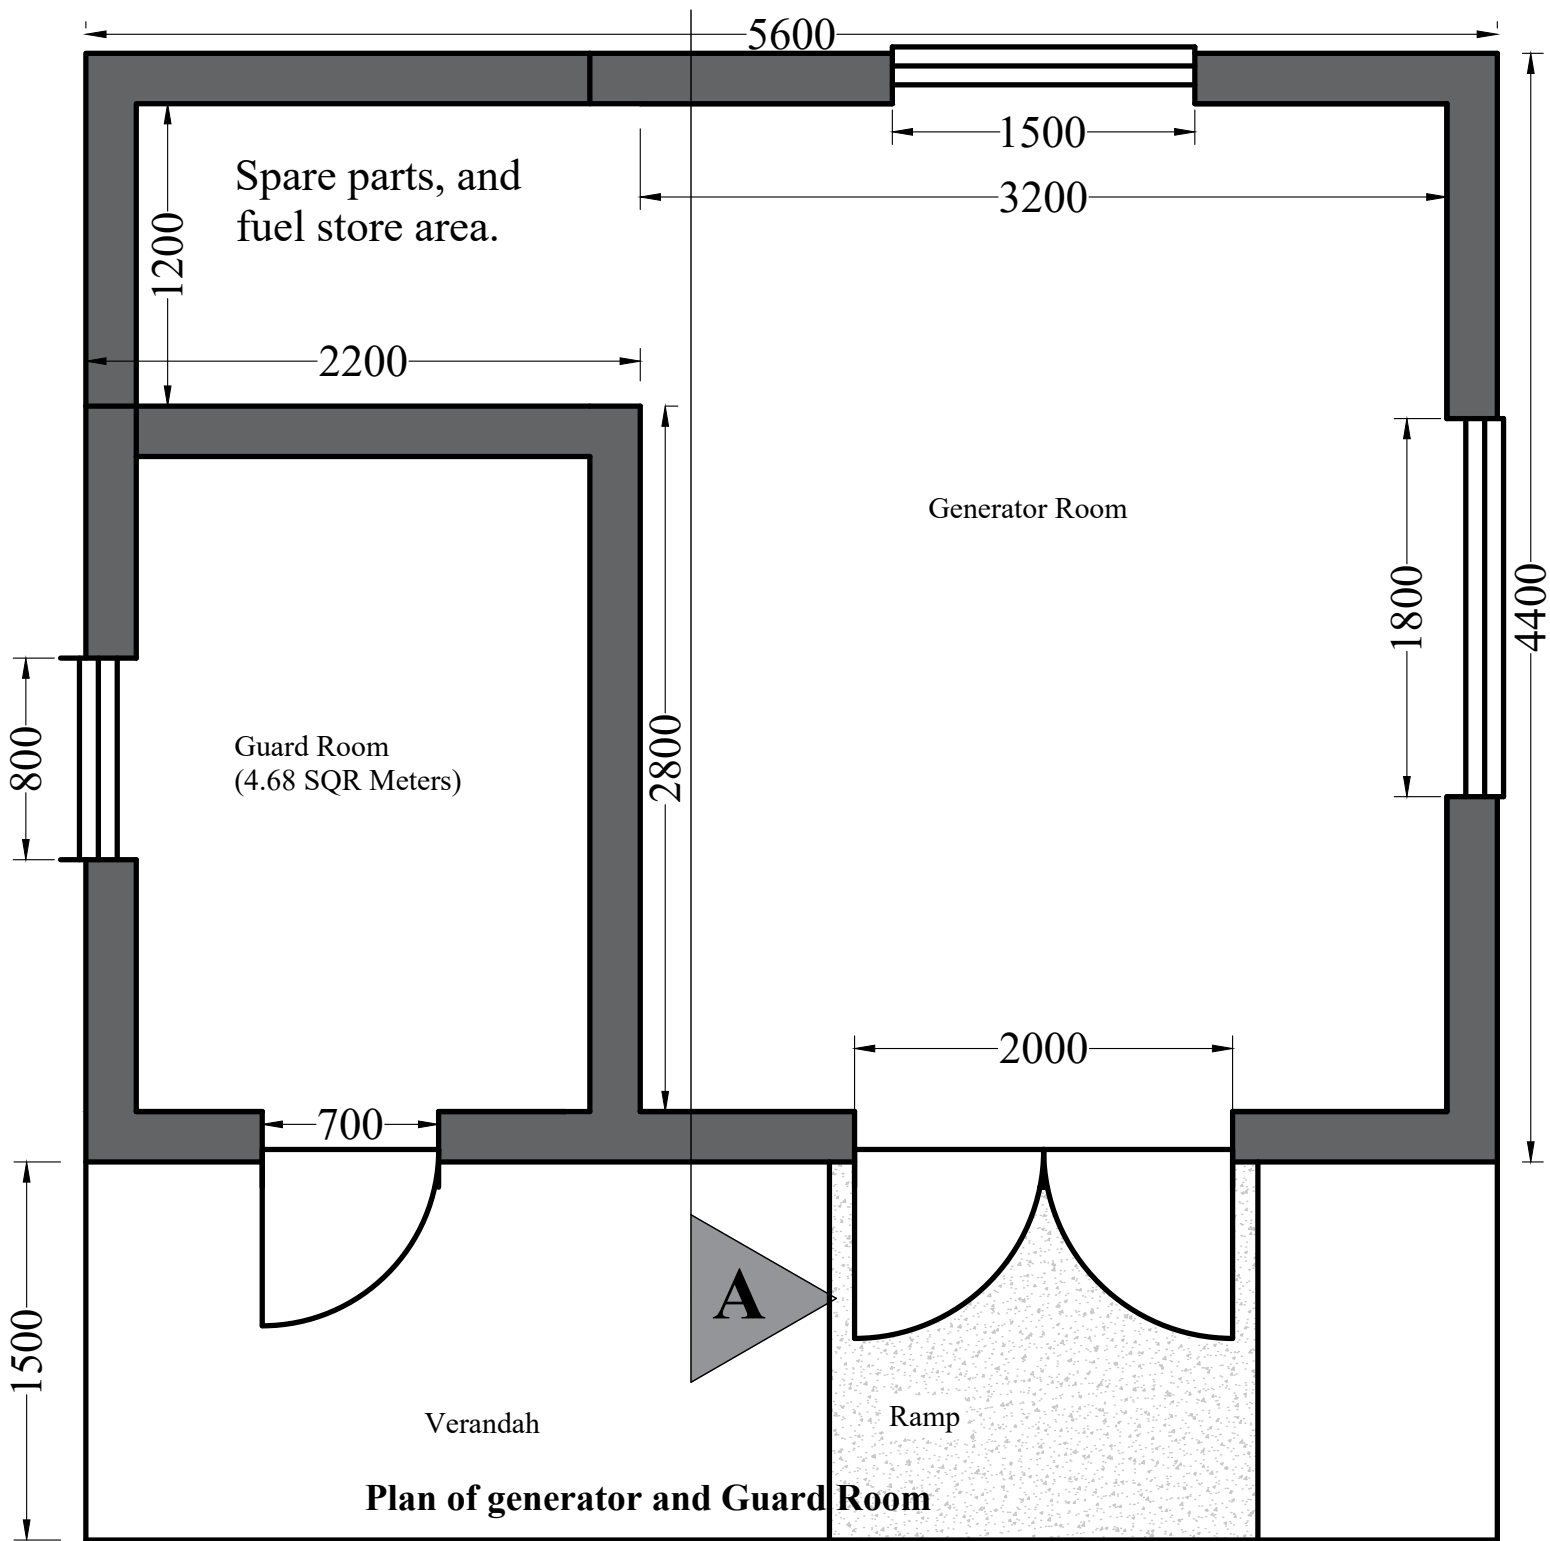 5600
1500
Spare parts, and
fuel store area.
3200
1200
2200
Generator Room
1800
4400
Guard Room
(4.68 SQR Meters)
800
2800
2000
700
A
1500
Verandah
Ramp
Plan of generator and Guard Room